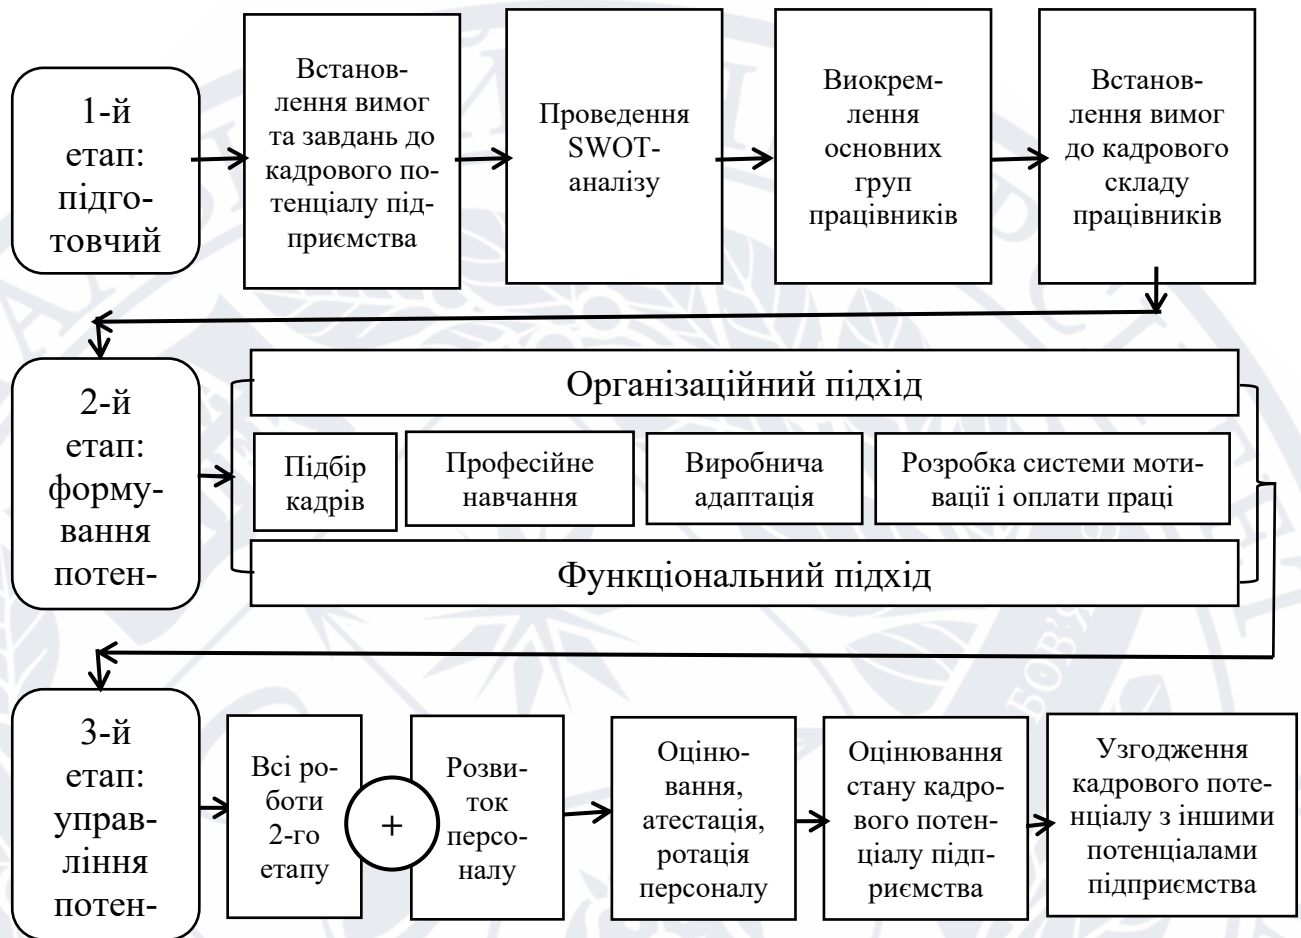 1-й
етап:
підго-
товчий
Встанов-
лення вимог
та завдань до
кадрового по-
тенціалу під-
приємства
Проведення
SWOT-
аналізу
Виокрем-
лення
основних
груп
працівників
Встанов-
лення вимог
до кадрового
складу
працівників
2-й
етап:
форму-
вання
потен-
Організаційний підхід
Підбір
кадрів
Професійне
навчання
Виробнича
адаптація
Розробка системи моти-
вації і оплати праці
Функціональний підхід
3-й
етап:
управ-
ління
потен-
Всі ро-
боти
2-го
етапу
+
Розви-
ток
персо-
налу
Оціню-
вання,
атестація,
ротація
персоналу
Оцінювання
стану кадро-
вого потен-
ціалу підп-
риємства
Узгодження
кадрового поте-
нціалу з іншими
потенціалами
підприємства